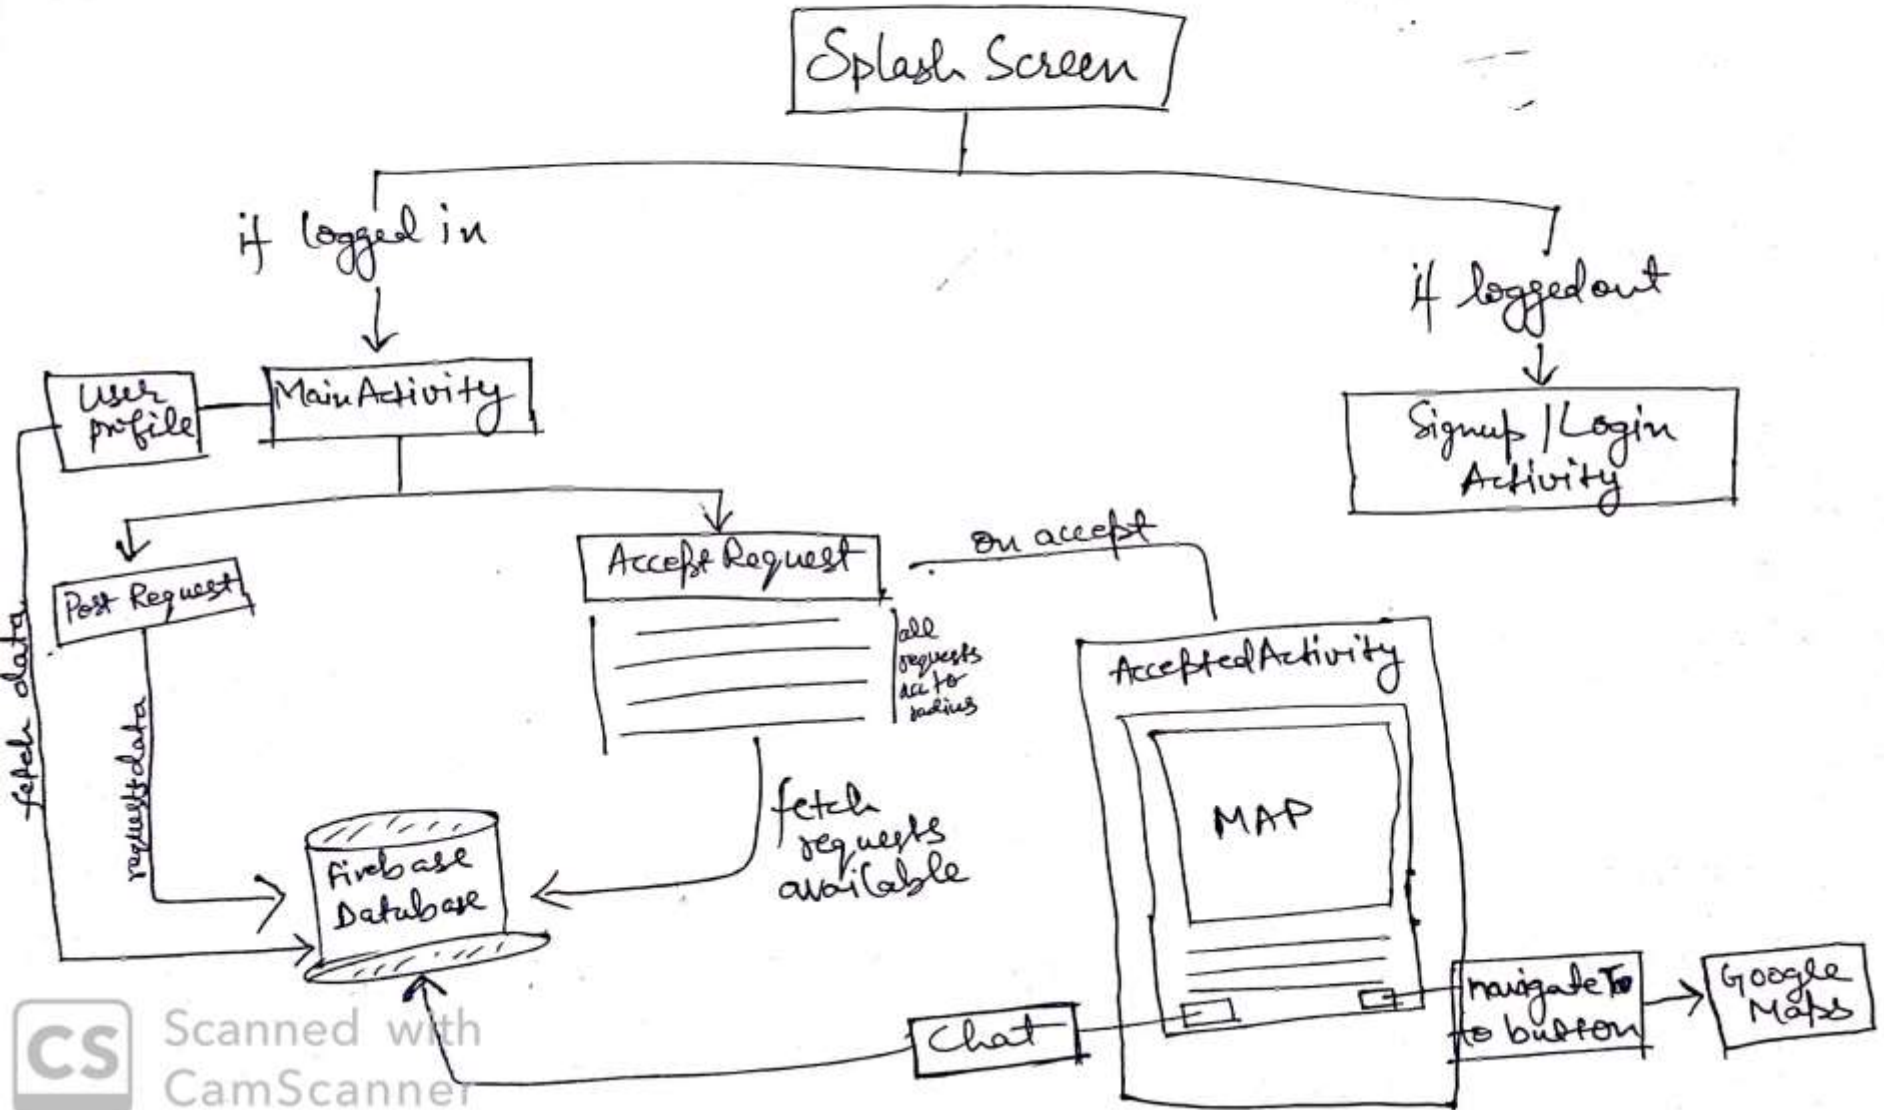 Splash Screen
if logged in
if loggedout
User
profile
MainActivity
Signup / Login
Activity
on accept
Accept Request
Post Request
all
requests
acc to
radius
AcceptedActivity
fetch data
requestsdata
MAP
fetch
requests
available
Firebase
Database
navigate To
to button
Google
Maps
Chat
CS
Scanned with
CamScanner